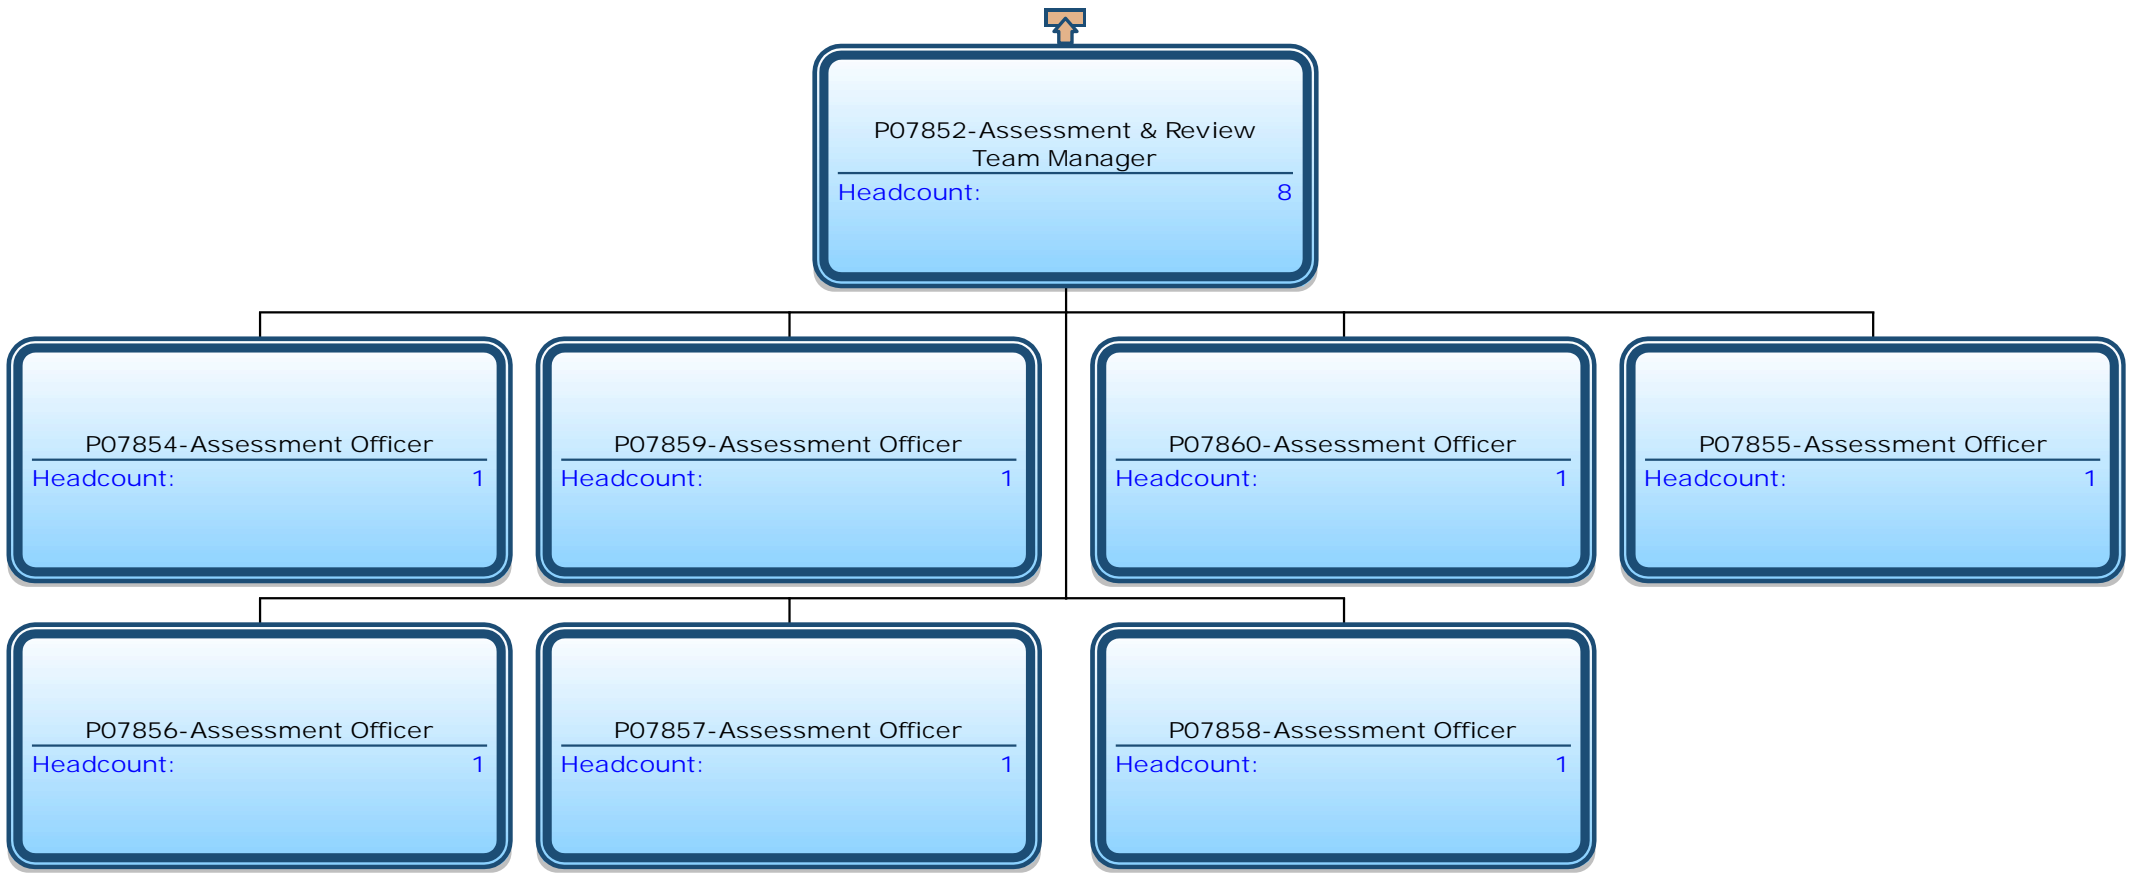 P07852-Assessment & Review
Team Manager
Headcount: 8
P07854-Assessment Officer
Headcount: 1
P07859-Assessment Officer
Headcount: 1
P07860-Assessment Officer
Headcount: 1
P07855-Assessment Officer
Headcount: 1
P07856-Assessment Officer
Headcount: 1
P07857-Assessment Officer
Headcount: 1
P07858-Assessment Officer
Headcount: 1